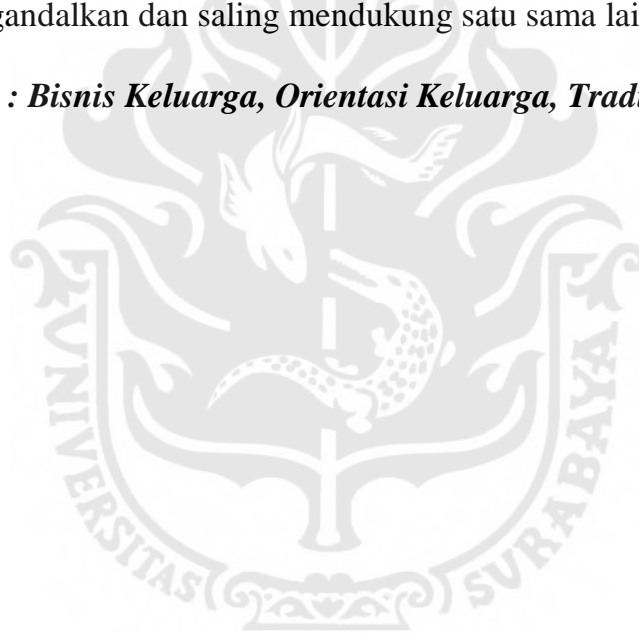 gandalkan dan saling mendukung satu sama lai
: Bisnis Keluarga, Orientasi Keluarga, Tradi
UNIVERSITAS SURABAYA